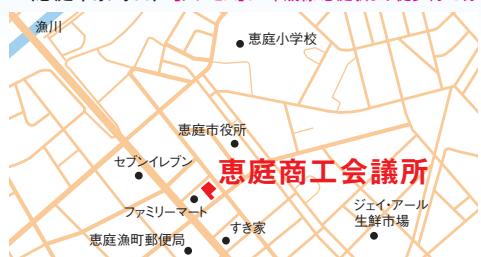 漁川
恵庭小学校
恵庭市役所
セブンイレブン
恵庭商工会議所
ファミリーマート
ジェイ・アール
生鮮市場
すき家
恵庭漁町郵便局